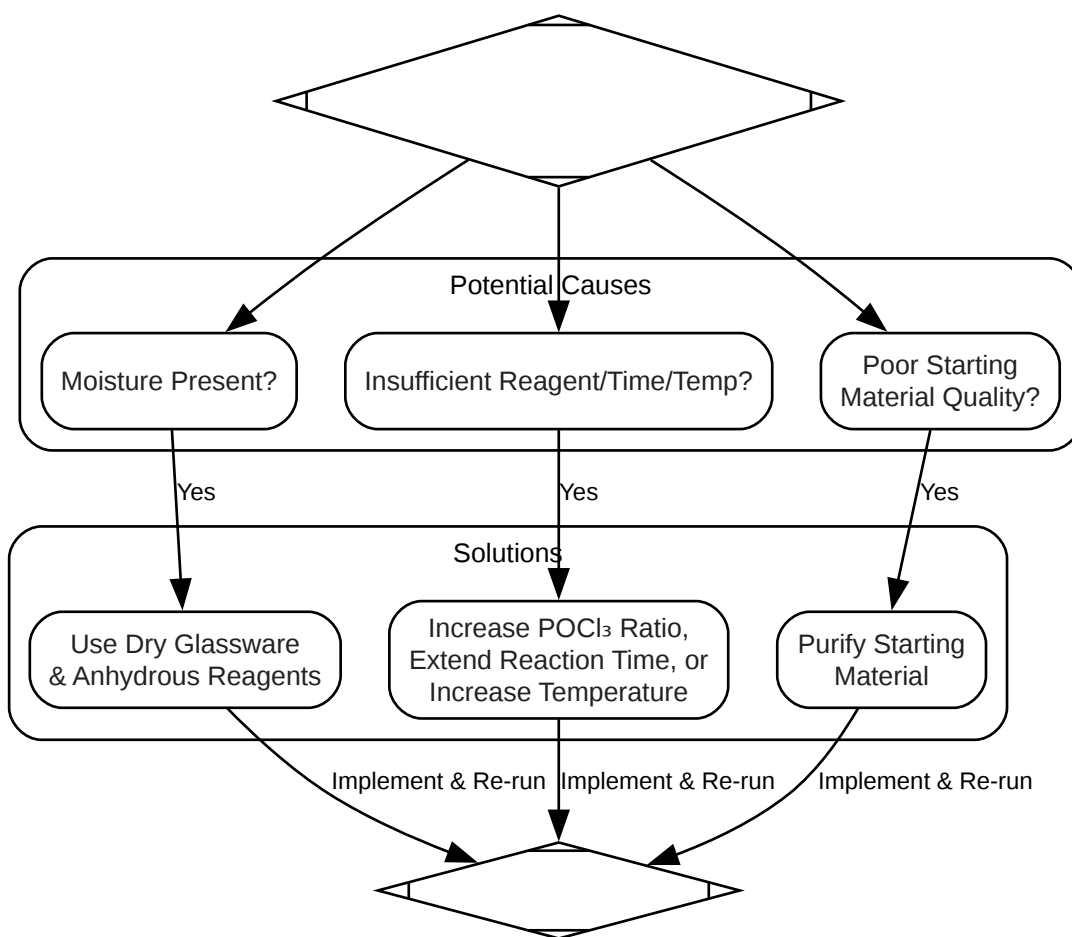 Potential Causes
Moisture Present?
Insufficient Reagent/Time/Temp?
Poor Starting
Material Quality?
Yes
Yes
Yes
Solutions
Use Dry Glassware
& Anhydrous Reagents
Increase POCl₃ Ratio,
Extend Reaction Time, or
Increase Temperature
Purify Starting
Material
Implement & Re-run
Implement & Re-run
Implement & Re-run